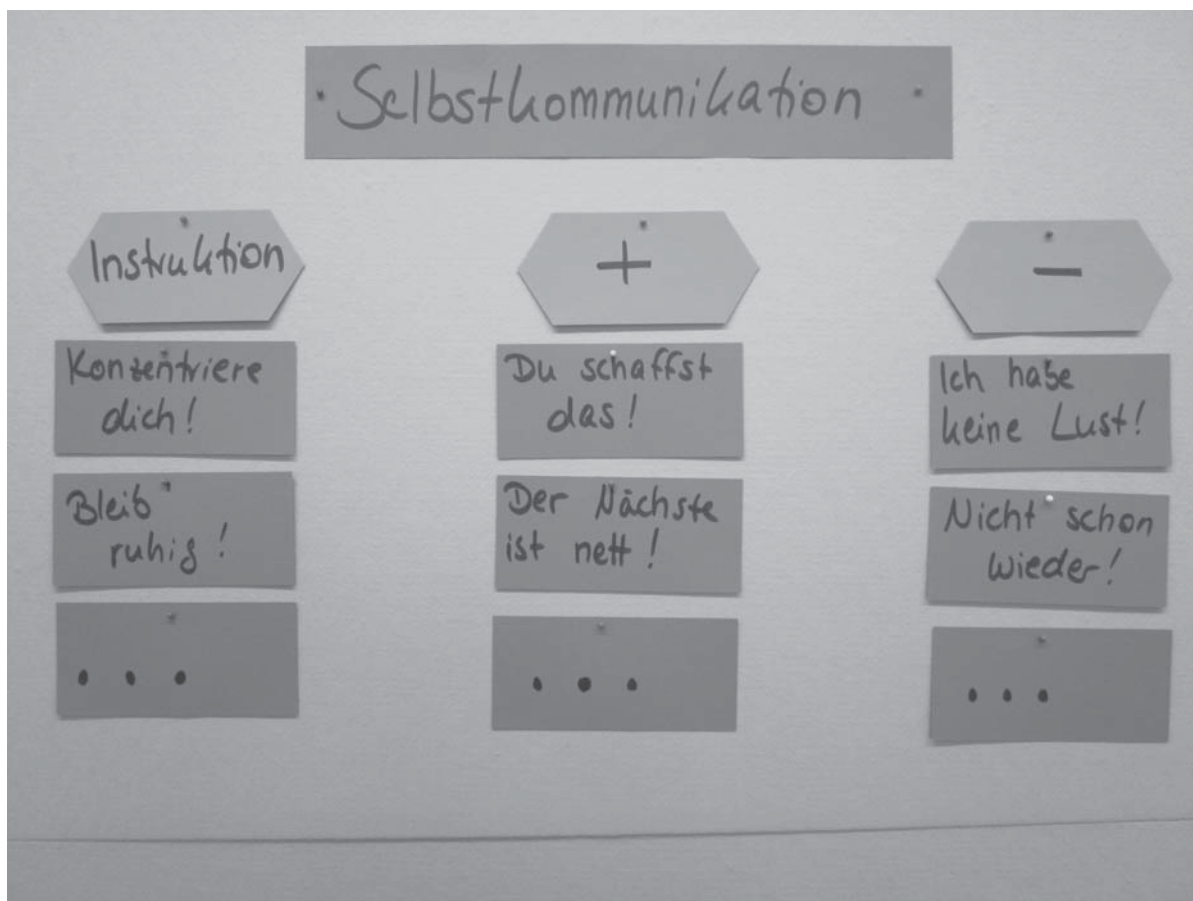 Selbstkommunikation
Instruktion
Konzentriere
dich!
Bleib
ruhig!
...
+
Du schaffst
das!
Der Nächste
ist nett!
...
−
Ich habe
keine Lust!
Nicht schon
wieder!
...